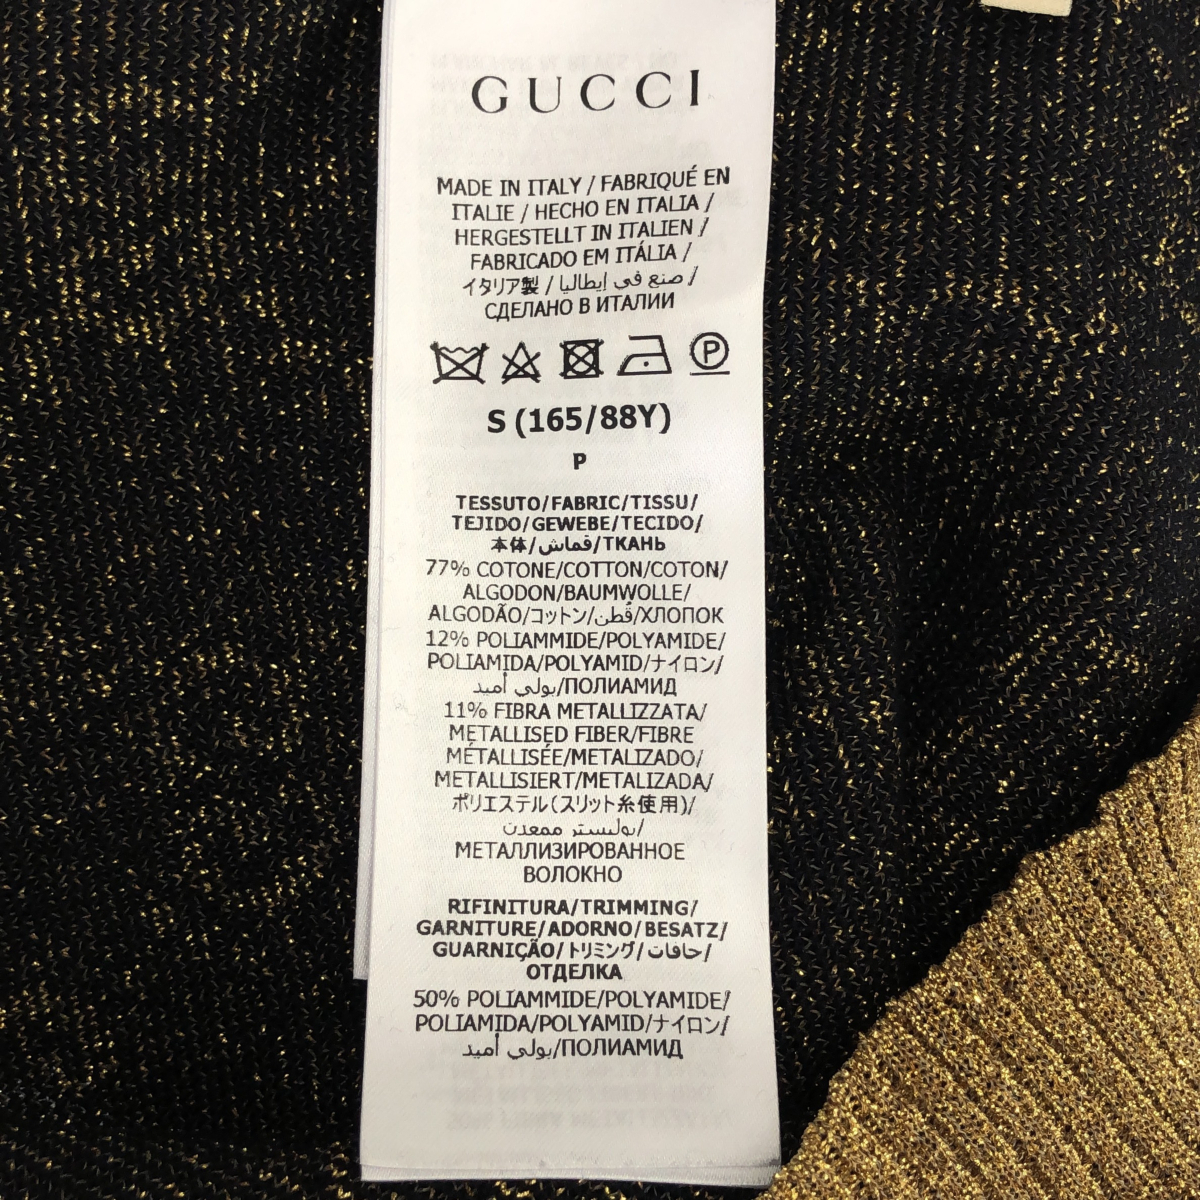 GUCCI
MADE IN ITALY / FABRIQUÉ EN
ITALIE / HECHO EN ITALIA /
HERGESTELLT IN ITALIEN /
FABRICADO EM ITÁLIA /
イタリア製 / صنع في إيطاليا /
СДЕЛАНО В ИТАЛИИ
P
S (165/88Y)
P
TESSUTO/FABRIC/TISSU/
TEJIDO/GEWEBE/TECIDO/
本体/قماش/ТКАНЬ
77% COTONE/COTTON/COTON/
ALGODON/BAUMWOLLE/
ALGODÃO/コットン/قطن/ХЛОПОК
12% POLIAMMIDE/POLYAMIDE/
POLIAMIDA/POLYAMID/ナイロン/
بولي أميد/ПОЛИАМИД
11% FIBRA METALLIZZATA/
METALLISED FIBER/FIBRE
MÉTALLISÉE/METALIZADO/
METALLISIERT/METALIZADA/
ポリエステル(スリット糸使用)/
بوليستر ممعدن/
МЕТАЛЛИЗИРОВАННОЕ
ВОЛОКНО
RIFINITURA/TRIMMING/
GARNITURE/ADORNO/BESATZ/
GUARNIÇÃO/トリミング/حافات/
ОТДЕЛКА
50% POLIAMMIDE/POLYAMIDE/
POLIAMIDA/POLYAMID/ナイロン/
بولي أميد/ПОЛИАМИД